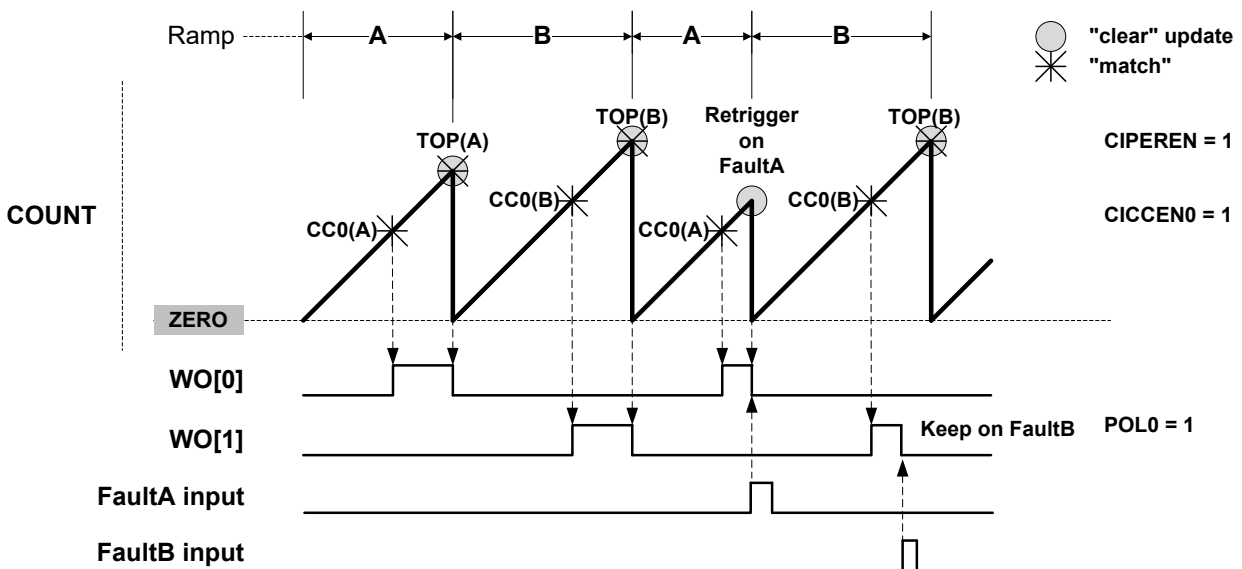 Ramp
A
B
A
B
"clear" update
"match"
TOP(A)
TOP(B)
Retrigger
on
FaultA
TOP(B)
CIPEREN = 1
COUNT
CC0(A)
CC0(B)
CC0(A)
CC0(B)
CICCEN0 = 1
ZERO
WO[0]
WO[1]
Keep on FaultB
POL0 = 1
FaultA input
FaultB input